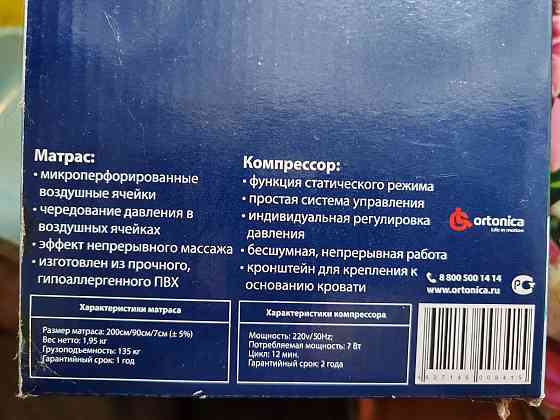 Матрас:
• микроперфорированные
воздушные ячейки
• чередование давления в
воздушных ячейках
• эффект непрерывного массажа
• изготовлен из прочного,
гипоаллергенного ПВХ
Характеристики матраса
Размер матраса: 200см/90см/7см (± 5%)
Вес нетто: 1,95 кг
Грузоподъемность: 135 кг
Гарантийный срок: 1 год
Компрессор:
• функция статического режима
• простая система управления
• индивидуальная регулировка
давления
• бесшумная, непрерывная работа
• кронштейн для крепления к
основанию кровати
Характеристики компрессора
Мощность: 220v/50Hz;
Потребляемая мощность: 7 Вт
Цикл: 12 мин.
Гарантийный срок: 2 года
ortonica
Life in motion
8 800 500 14 14
www.ortonica.ru